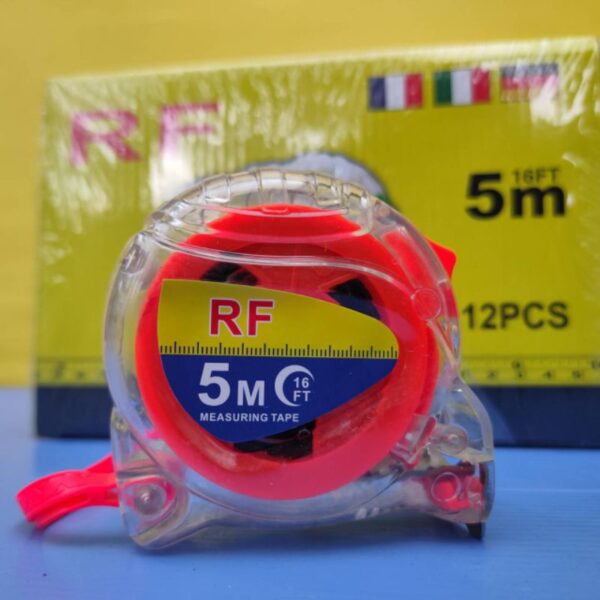 RF
16FT
5m
12PCS
RF
5M 16 FT
MEASURING TAPE